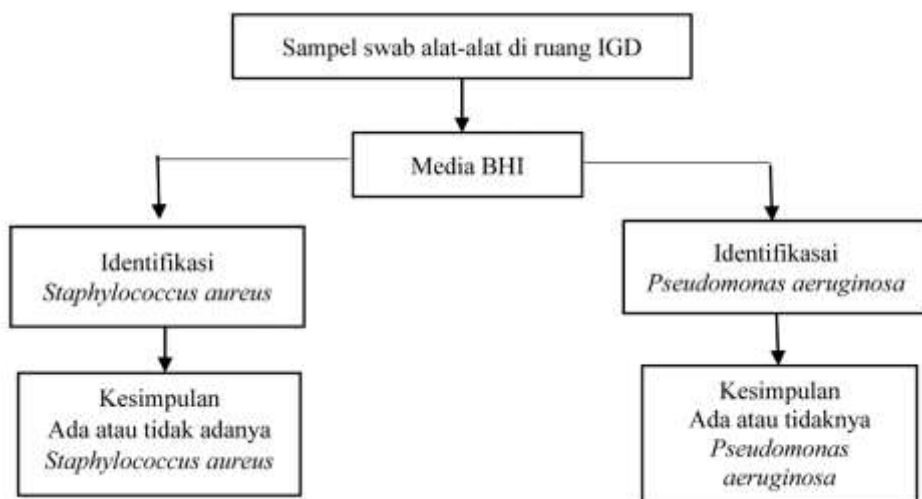 Sampel swab alat-alat di ruang IGD
Media BHI
Identifikasi
Staphylococcus aureus
Identifikasai
Pseudomonas aeruginosa
Kesimpulan
Ada atau tidak adanya
Staphylococcus aureus
Kesimpulan
Ada atau tidaknya
Pseudomonas
aeruginosa